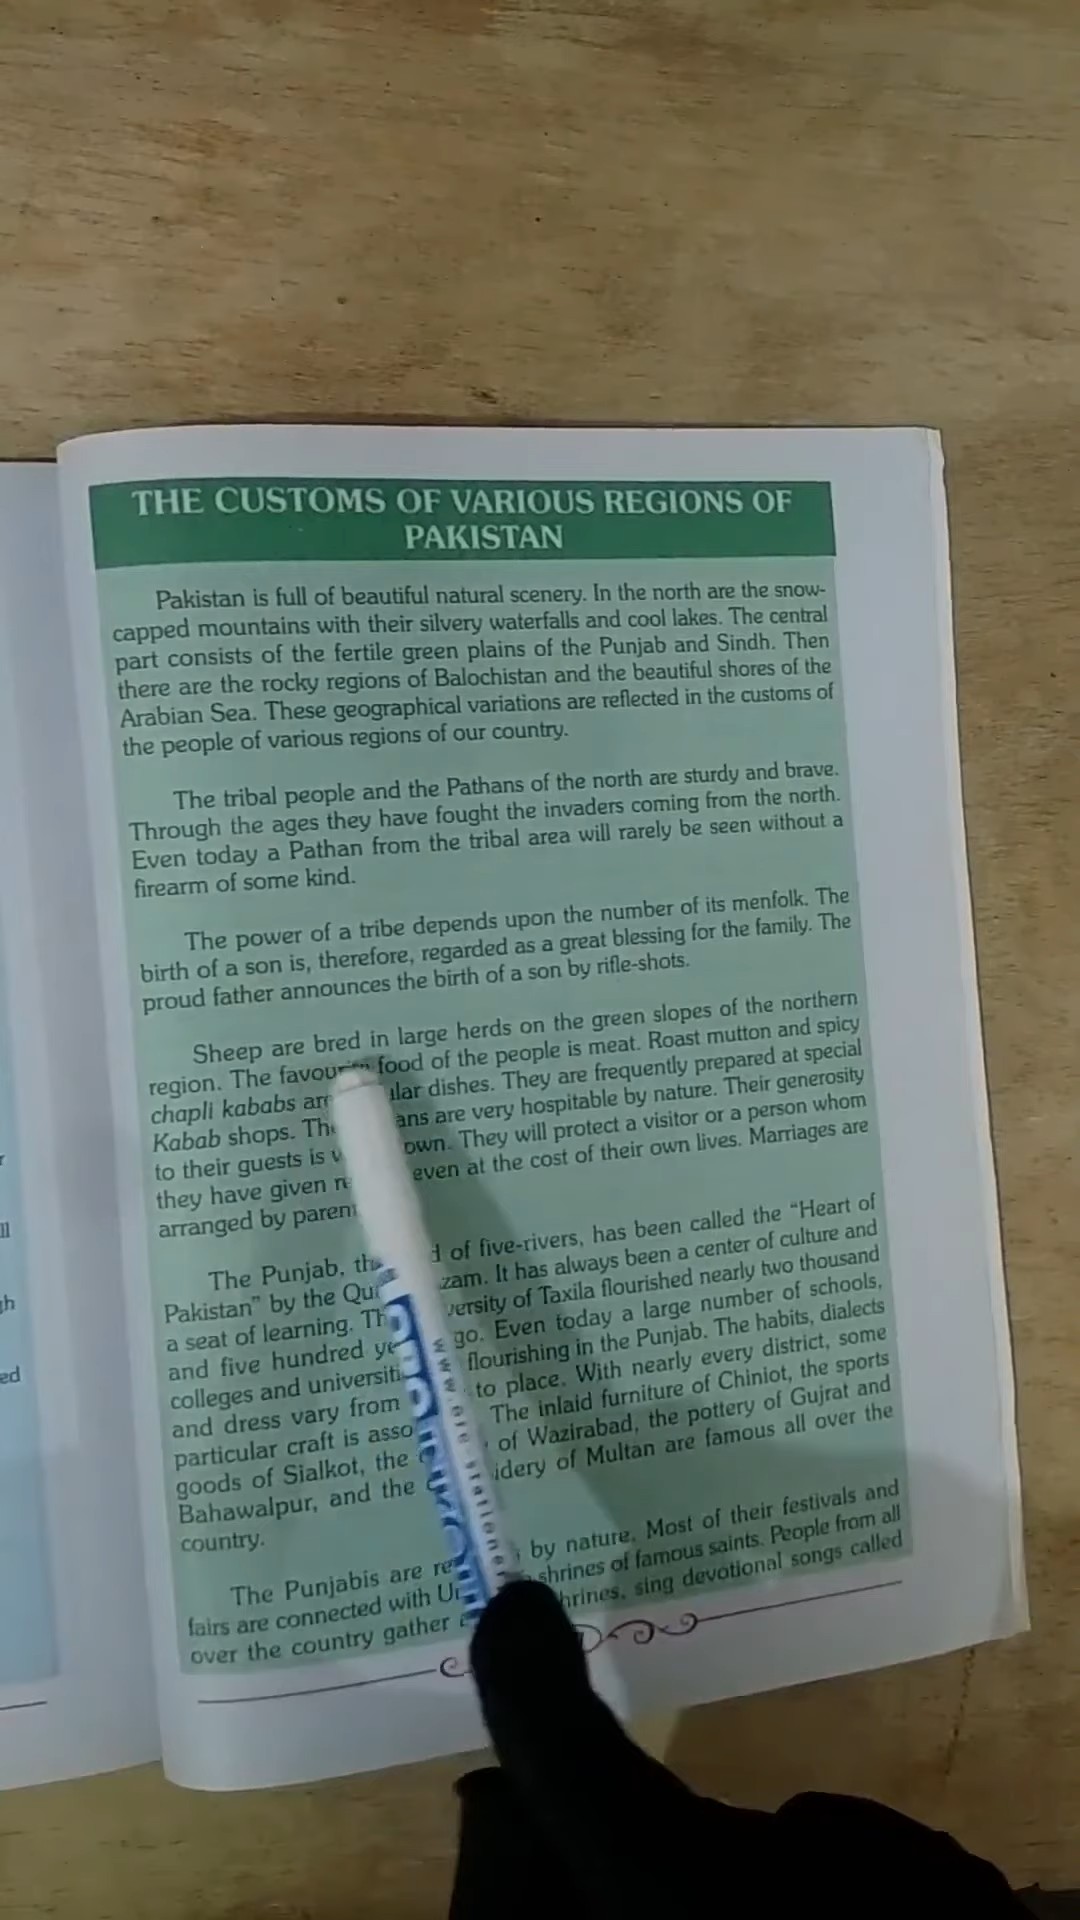 THE CUSTOMS OF VARIOUS REGIONS OF
PAKISTAN
Pakistan is full of beautiful natural scenery. In the north are the snow-
capped mountains with their silvery waterfalls and cool lakes. The central
part consists of the fertile green plains of the Punjab and Sindh. Then
there are the rocky regions of Balochistan and the beautiful shores of the
Arabian Sea. These geographical variations are reflected in the customs of
the people of various regions of our country.
The tribal people and the Pathans of the north are sturdy and brave.
Through the ages they have fought the invaders coming from the north.
Even today a Pathan from the tribal area will rarely be seen without a
firearm of some kind.
The power of a tribe depends upon the number of its menfolk. The
birth of a son is, therefore, regarded as a great blessing for the family. The
proud father announces the birth of a son by rifle-shots.
Sheep are bred in large herds on the green slopes of the northern
region. The food of the people is meat. Roast mutton and spicy
chapli kababs dishes. They are frequently prepared at special
Kabab shops. are very hospitable by nature. Their generosity
to their guests is They will protect a visitor or a person whom
they have given even at the cost of their own lives. Marriages are
arranged by
The Punjab, of five-rivers, has been called the "Heart of
Pakistan" by the It has always been a center of culture and
a seat of learning. of Taxila flourished nearly two thousand
and five hundred Even today a large number of schools,
colleges and flourishing in the Punjab. The habits, dialects
and dress vary from to place. With nearly every district, some
particular craft is The inlaid furniture of Chiniot, the sports
goods of Sialkot, the of Wazirabad, the pottery of Gujrat and
Bahawalpur, and the of Multan are famous all over the
country.
The Punjabis are by nature. Most of their festivals and
fairs are connected with shrines of famous saints. People from all
over the country gather sing devotional songs called
ll
gh
ed